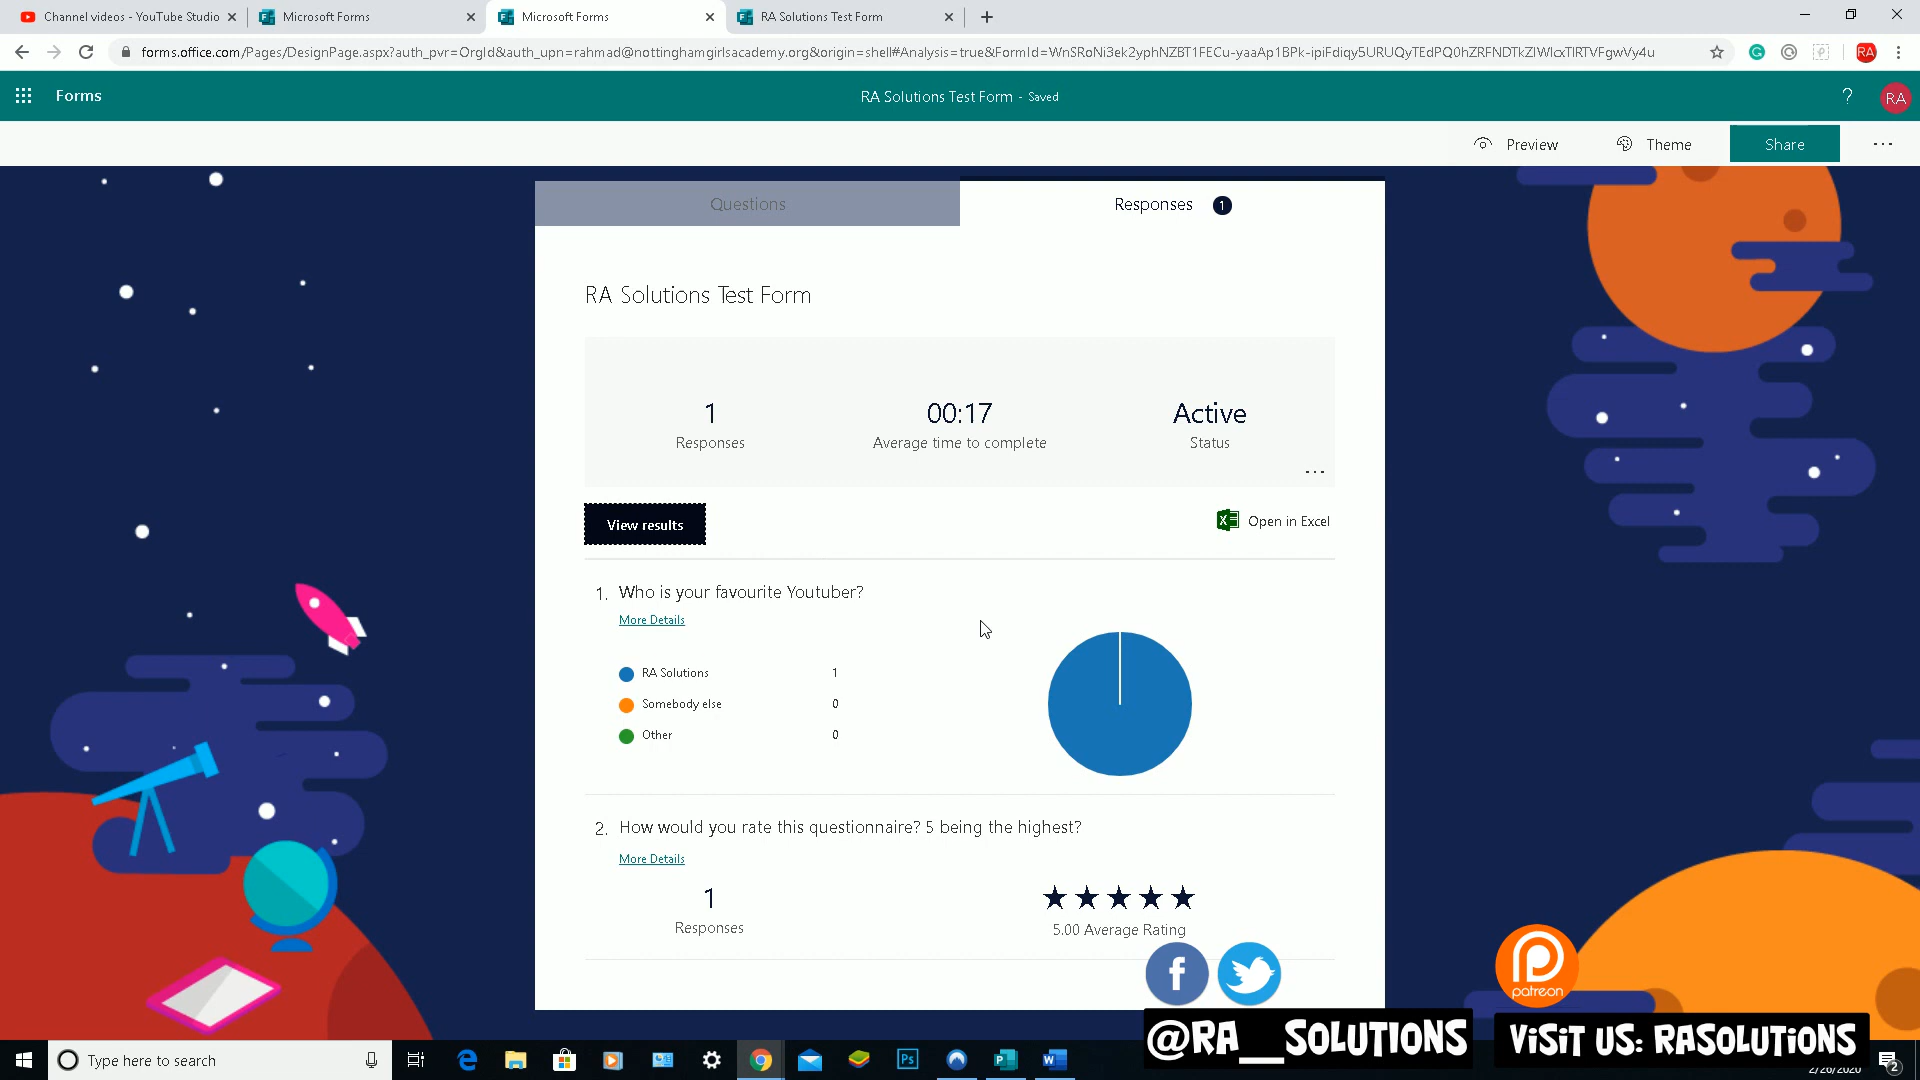 Channel videos - YouTube Studio
Microsoft Forms
Microsoft Forms
RA Solutions Test Form
forms.office.com/Pages/DesignPage.aspx?auth_pvr=OrgId&auth_upn=rahmad@nottinghamgirlsacademy.org&origin=shell#Analysis=true&FormId=WnSRoNi3ek2yphNZBT1FECu-yaaAp1BPk-ipiFdiqy5URUQyTEdPQ0hZRFNDTkZIWlcxTlRTVFgwVy4u
RA
Forms
RA Solutions Test Form - Saved
?
RA
Preview
Theme
Share
Questions
Responses 1
RA Solutions Test Form
1
Responses
00:17
Average time to complete
Active
Status
View results
Open in Excel
1. Who is your favourite Youtuber?
More Details
RA Solutions 1
Somebody else 0
Other 0
2. How would you rate this questionnaire? 5 being the highest?
More Details
1
Responses
5.00 Average Rating
patreon
@RA__SOLUTIONS
VISIT US: RASOLUTIONS
Type here to search
2/26/2020
2